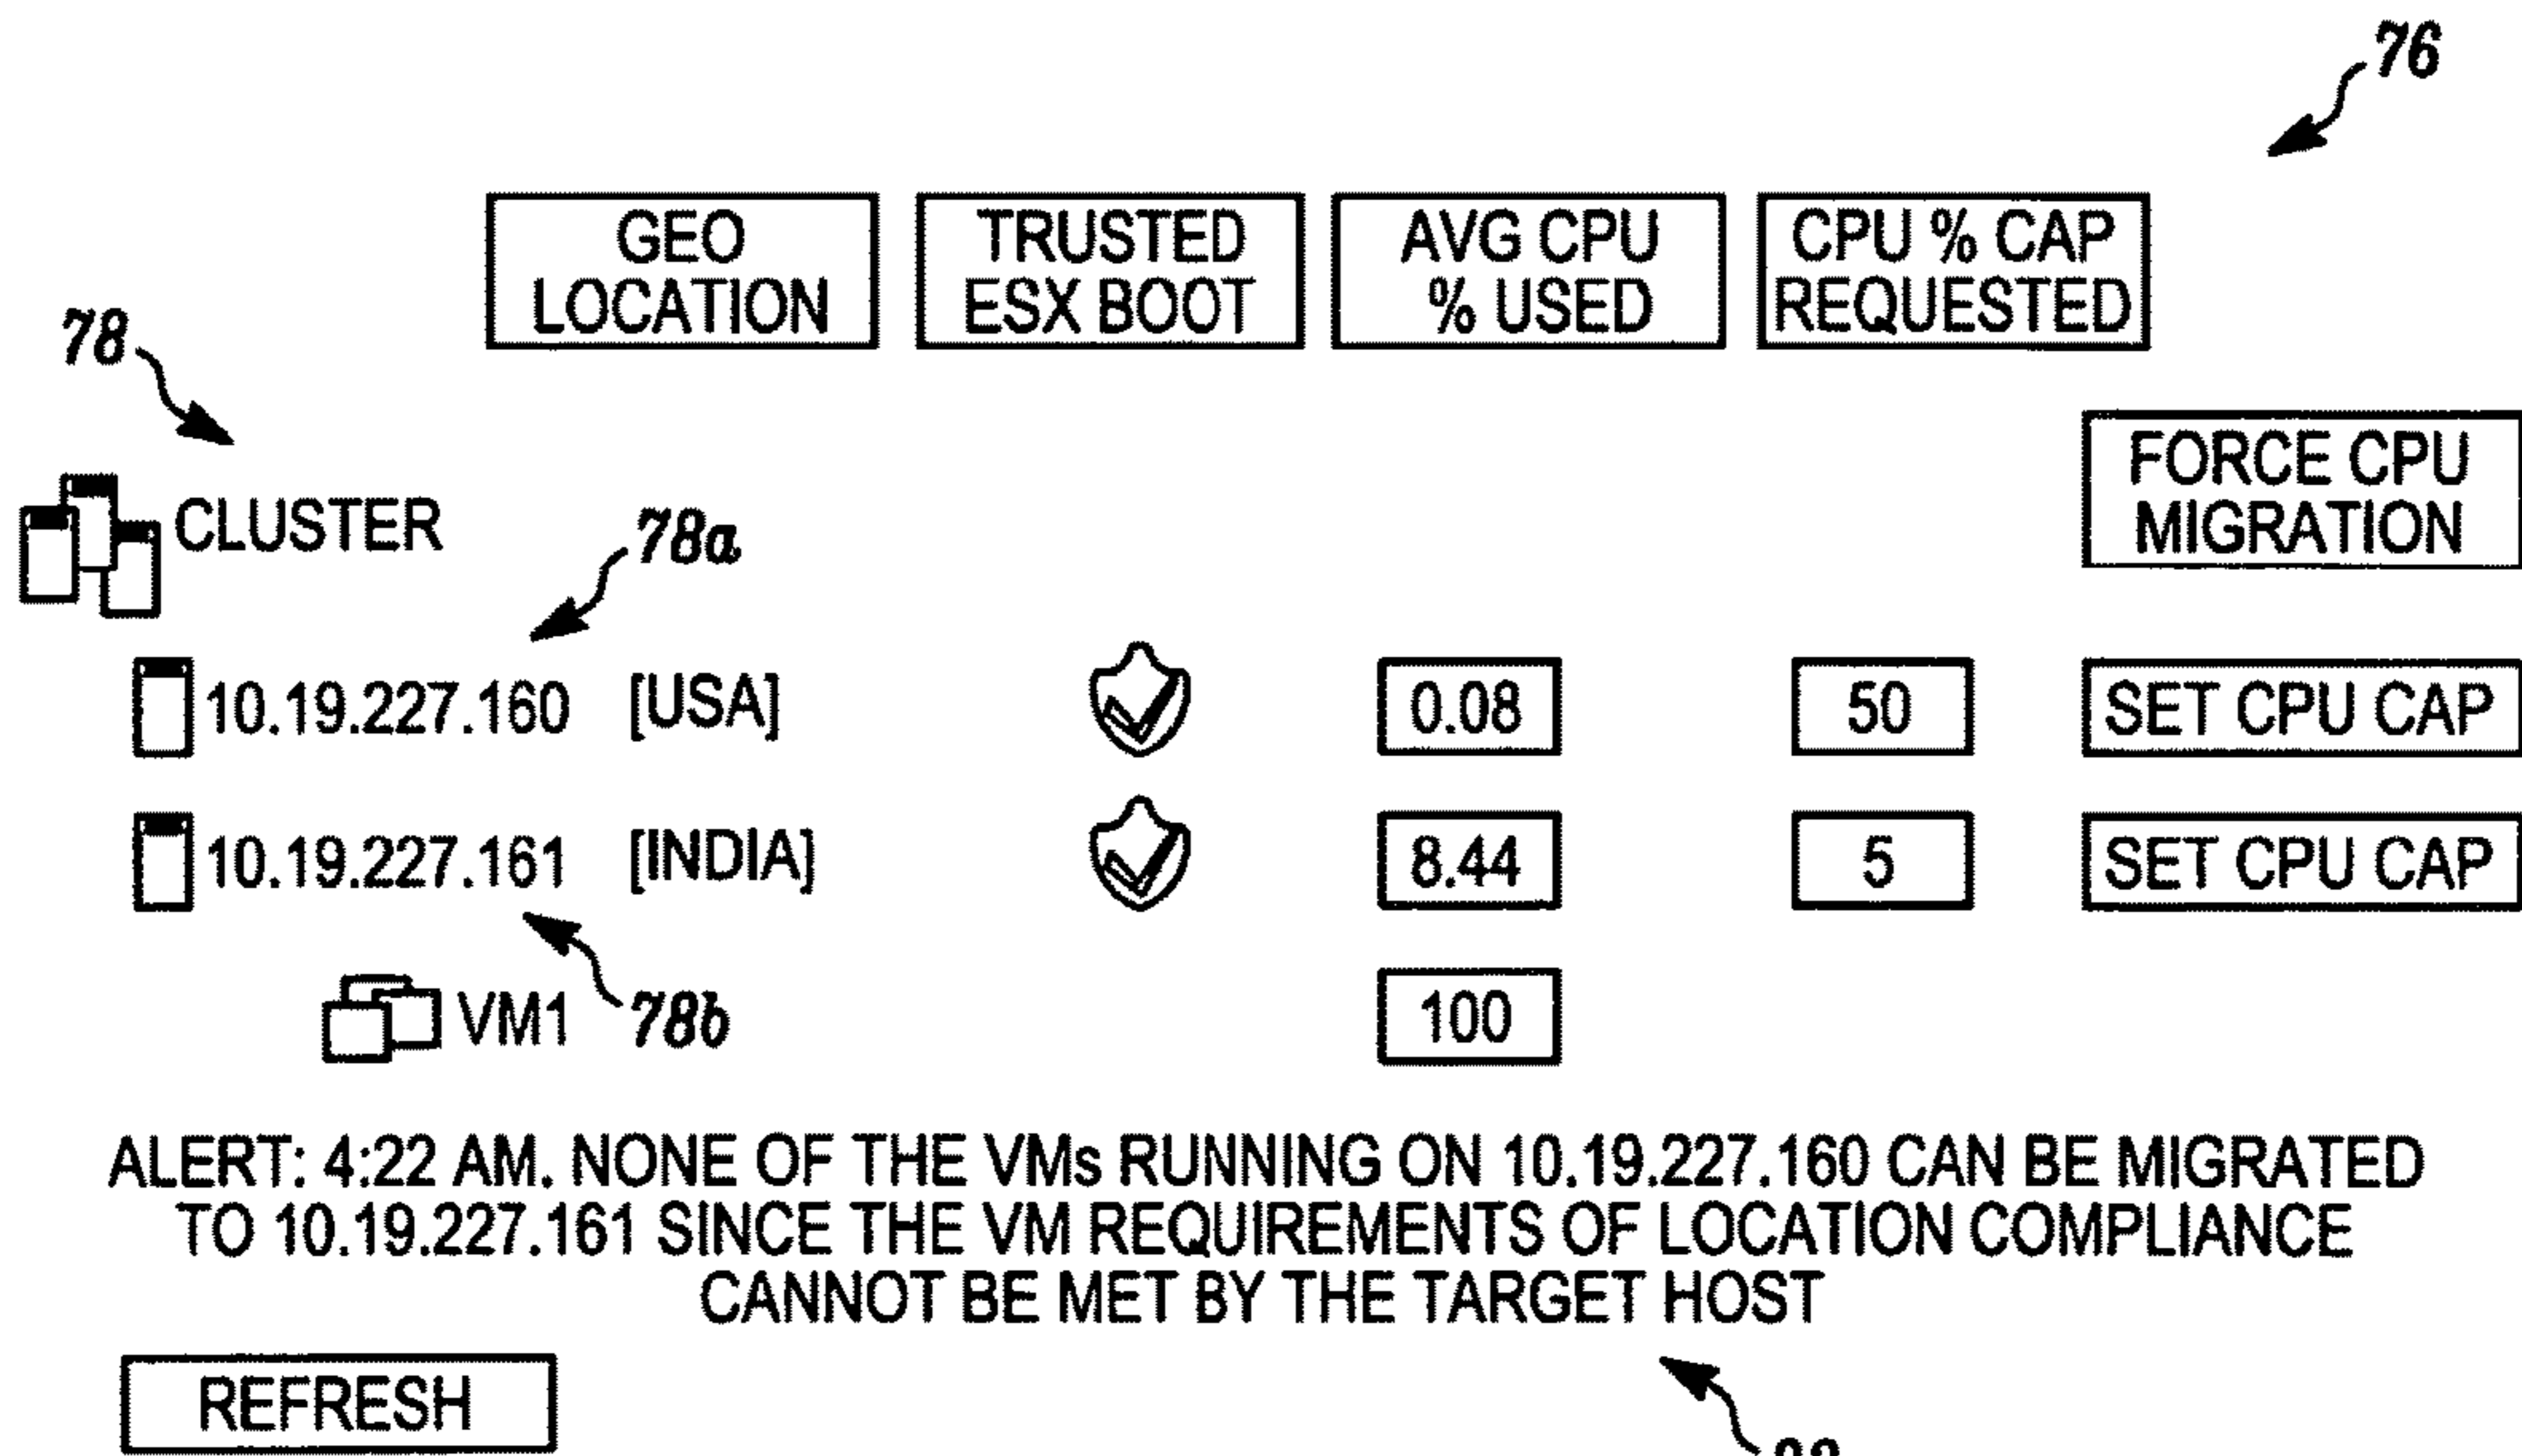 76
GEO LOCATION
TRUSTED ESX BOOT
AVG CPU % USED
CPU % CAP REQUESTED
78
FORCE CPU MIGRATION
CLUSTER
78a
10.19.227.160 [USA] 0.08 50 SET CPU CAP
10.19.227.161 [INDIA] 8.44 5 SET CPU CAP
VM1 78b 100
ALERT: 4:22 AM. NONE OF THE VMs RUNNING ON 10.19.227.160 CAN BE MIGRATED
TO 10.19.227.161 SINCE THE VM REQUIREMENTS OF LOCATION COMPLIANCE
CANNOT BE MET BY THE TARGET HOST
REFRESH